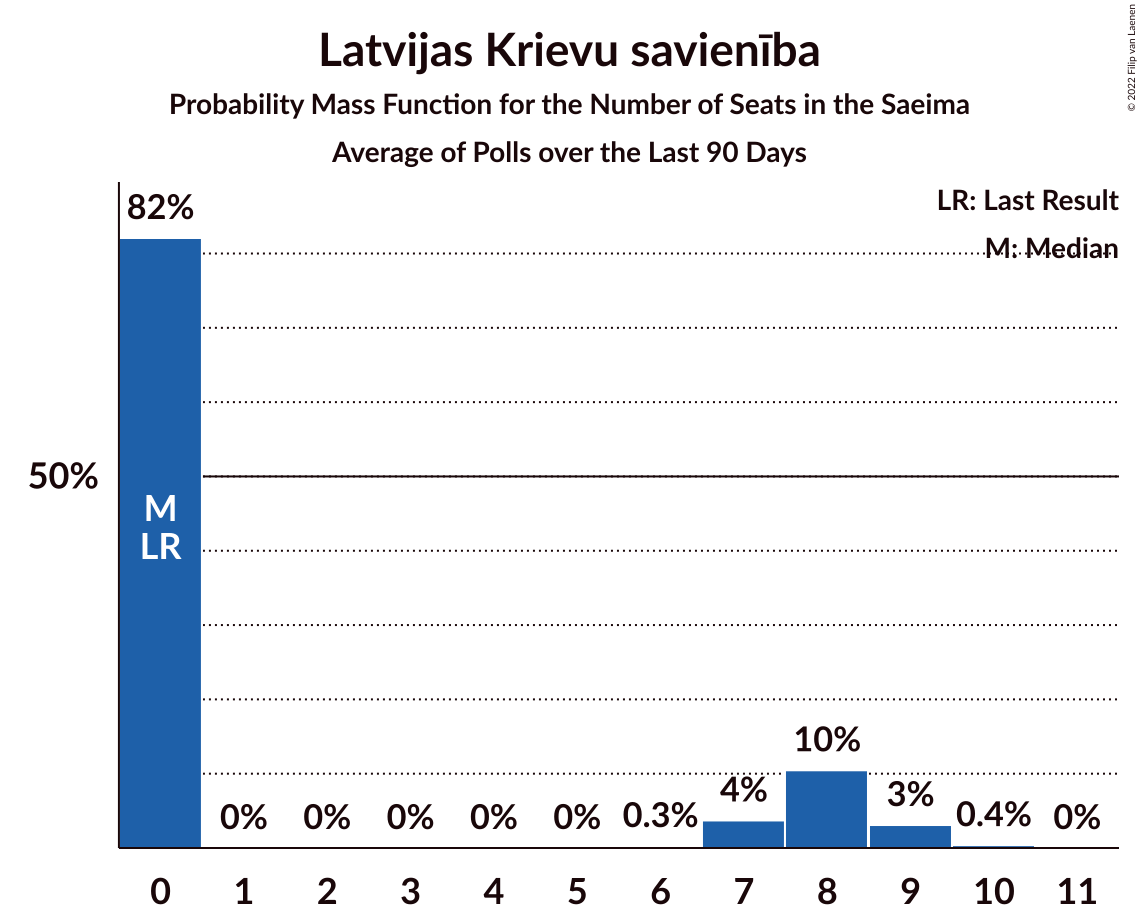 Latvijas Krievu savienība
Probability Mass Function for the Number of Seats in the Saeima
Average of Polls over the Last 90 Days
© 2022 Filip van Laenen
LR: Last Result
M: Median
82%
50%
M
LR
0% 0% 0% 0% 0% 0.3% 4% 10% 3% 0.4% 0%
0 1 2 3 4 5 6 7 8 9 10 11